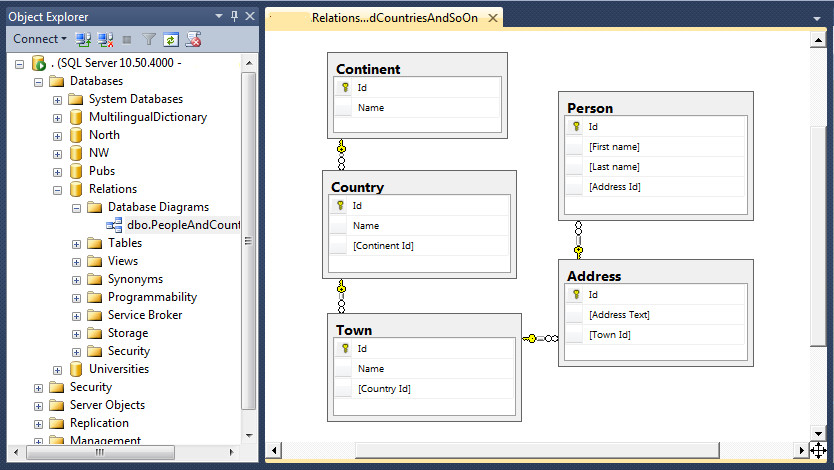 Object Explorer
Connect
. (SQL Server 10.50.4000 -
Databases
System Databases
MultilingualDictionary
North
NW
Pubs
Relations
Database Diagrams
dbo.PeopleAndCount
Tables
Views
Synonyms
Programmability
Service Broker
Storage
Security
Universities
Security
Server Objects
Replication
Management
Relations...dCountriesAndSoOn
Continent
Id
Name
Country
Id
Name
[Continent Id]
Town
Id
Name
[Country Id]
Person
Id
[First name]
[Last name]
[Address Id]
Address
Id
[Address Text]
[Town Id]